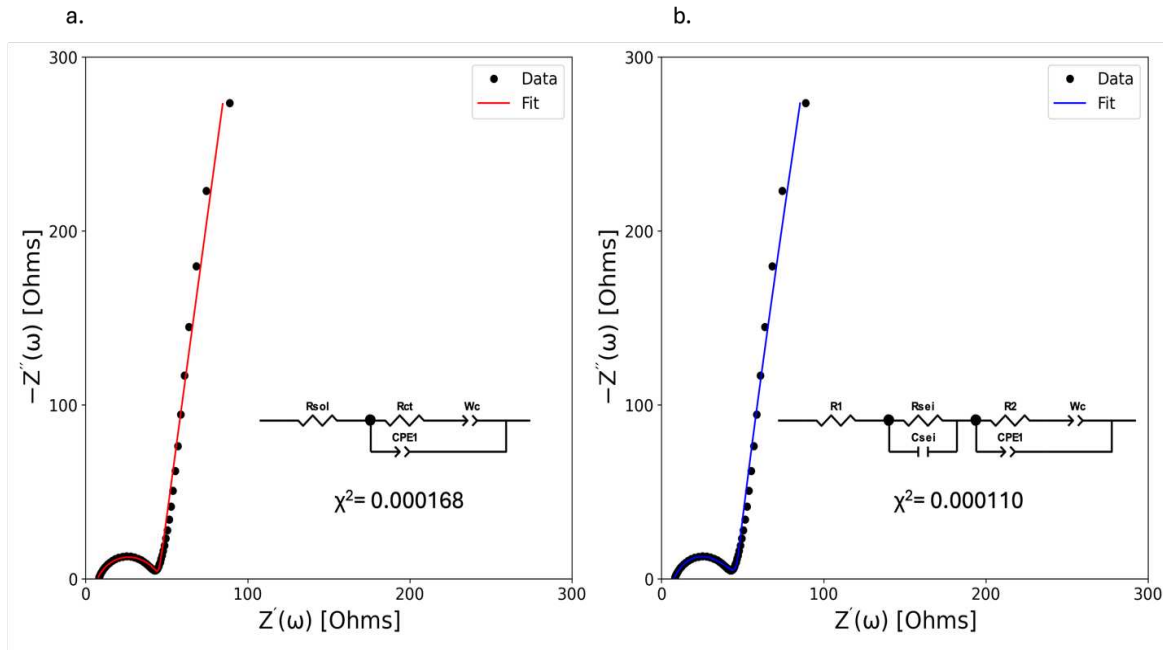 a.
300
200
100
0
−Z″(ω) [Ohms]
Data
Fit
Rsol
Rct
Wc
CPE1
χ²= 0.000168
0
100
200
300
Z′(ω) [Ohms]
b.
300
200
100
0
−Z″(ω) [Ohms]
Data
Fit
R1
Rsei
R2
Wc
Csei
CPE1
χ²= 0.000110
0
100
200
300
Z′(ω) [Ohms]